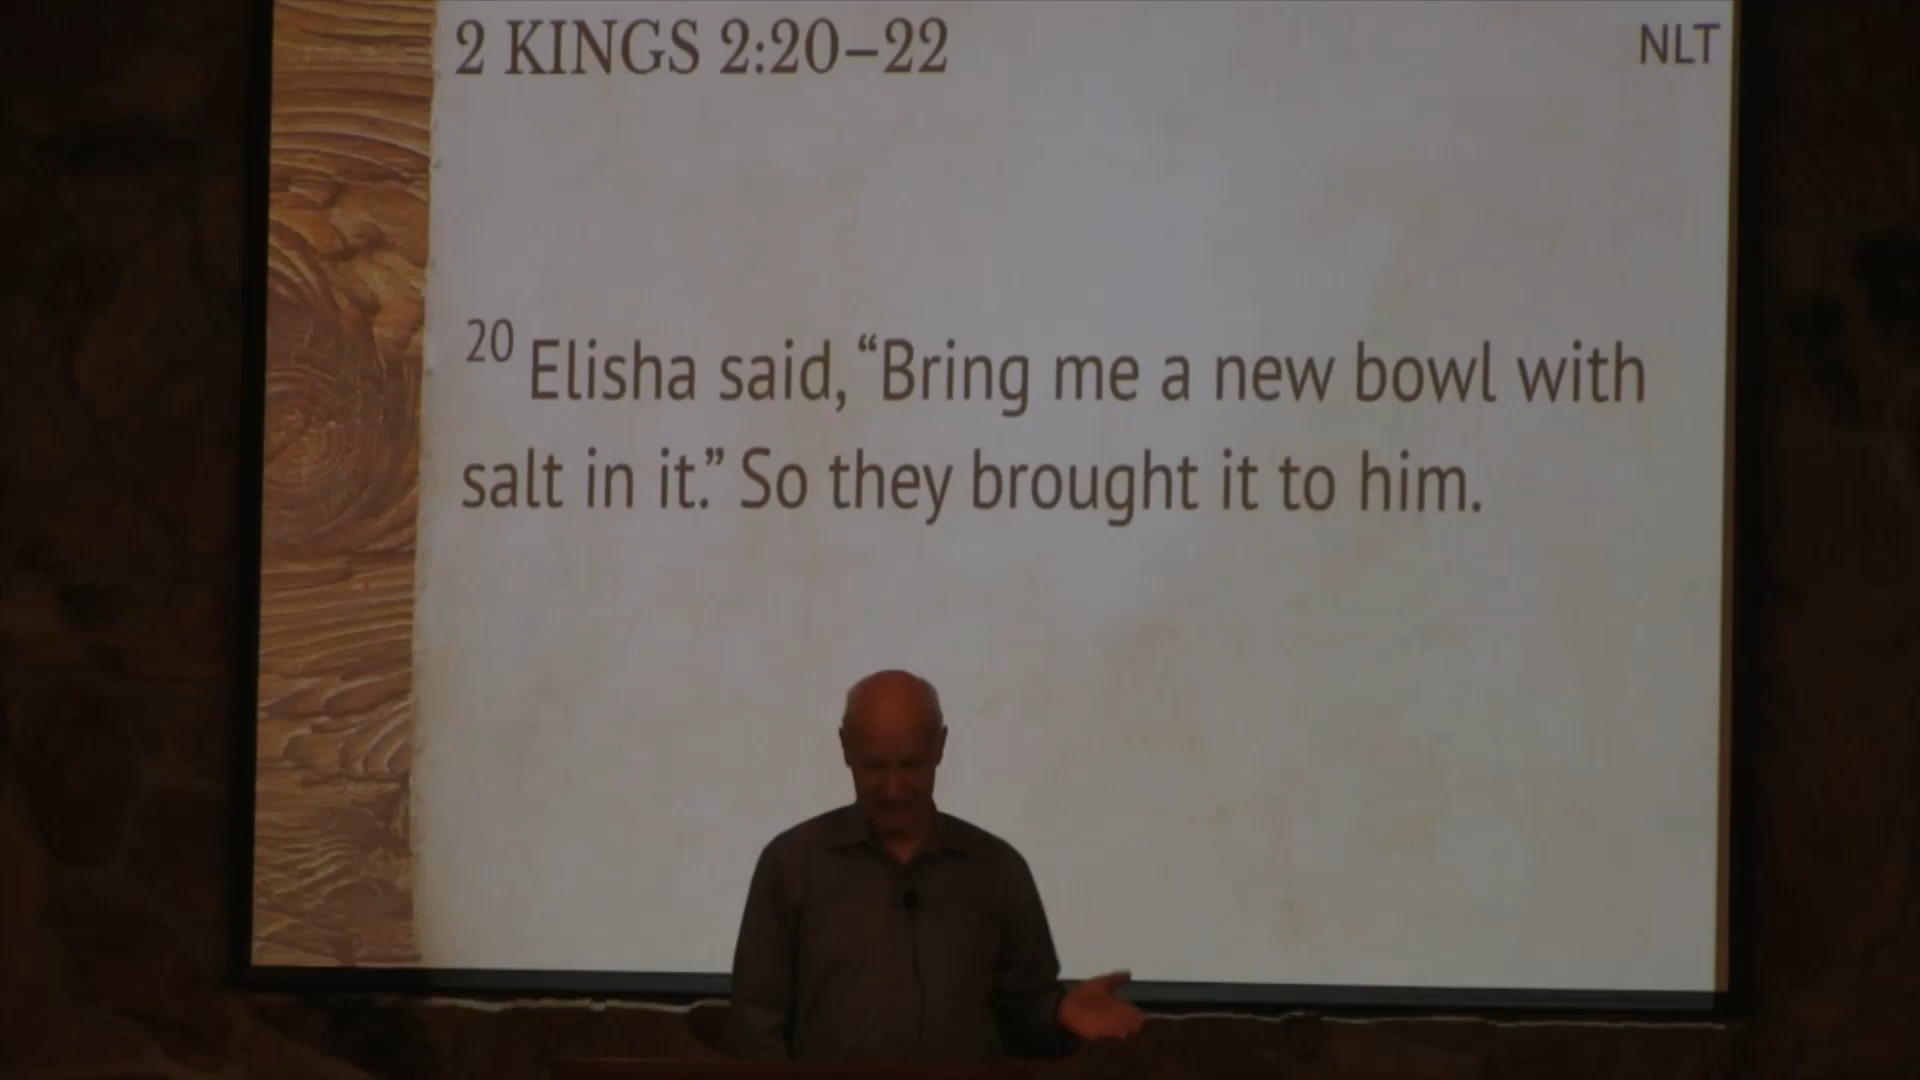 2 KINGS 2:20–22
NLT
20 Elisha said, “Bring me a new bowl with
salt in it.” So they brought it to him.